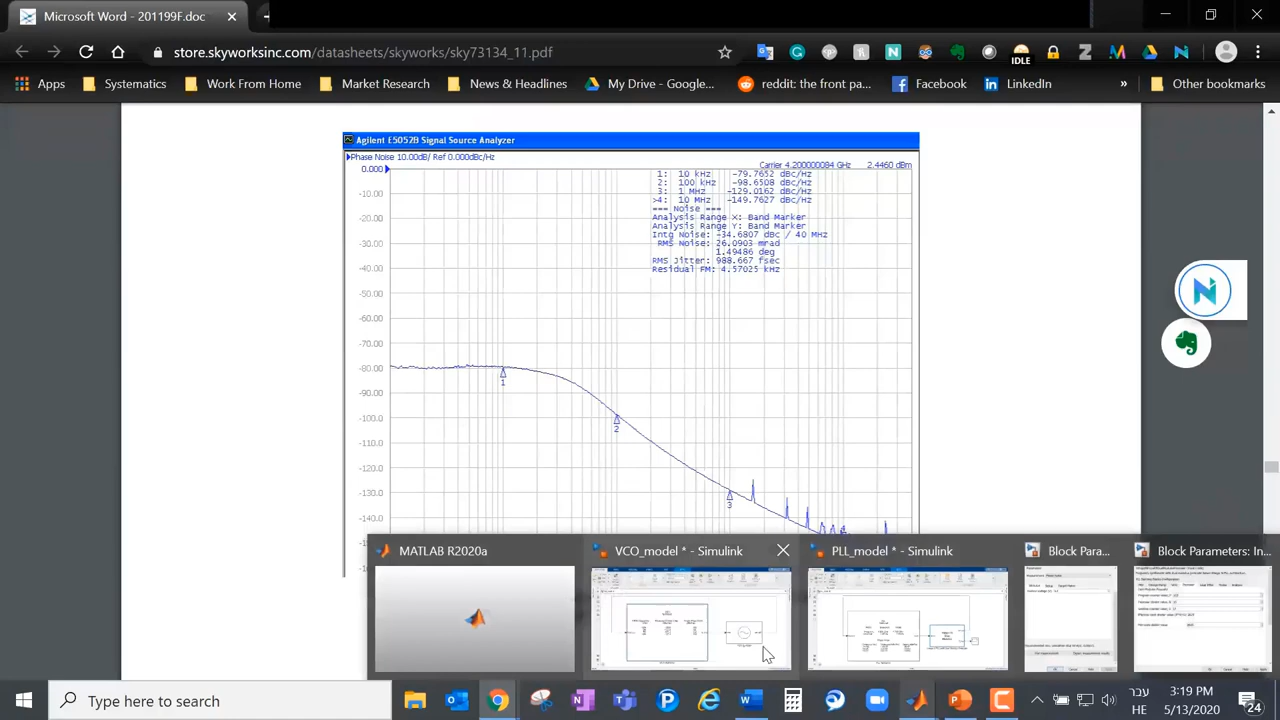 Microsoft Word - 201199F.doc
store.skyworksinc.com/datasheets/skyworks/sky73134_11.pdf
IDLE
Apps
Systematics
Work From Home
Market Research
News & Headlines
My Drive - Google...
reddit: the front pa...
Facebook
LinkedIn
»
Other bookmarks
Agilent E5052B Signal Source Analyzer
Phase Noise 10.00dB/ Ref 0.000dBc/Hz
Carrier 4.200000084 GHz 2.4460 dBm
0.000
-10.00
-20.00
-30.00
-40.00
-50.00
-60.00
-70.00
-80.00
-90.00
-100.0
-110.0
-120.0
-130.0
-140.0
1: 10 kHz -79.7652 dBc/Hz
2: 100 kHz -98.6508 dBc/Hz
3: 1 MHz -129.0162 dBc/Hz
>4: 10 MHz -149.7627 dBc/Hz
=== Noise ===
Analysis Range X: Band Marker
Analysis Range Y: Band Marker
Intg Noise: -34.6807 dBc / 40 MHz
RMS Noise: 26.0903 mrad
1.49486 deg
RMS Jitter: 988.667 fsec
Residual FM: 4.57025 kHz
1
2
3
MATLAB R2020a
VCO_model * - Simulink
PLL_model * - Simulink
Block Para...
Block Parameters: In...
Type here to search
עבר
HE
3:19 PM
5/13/2020
24